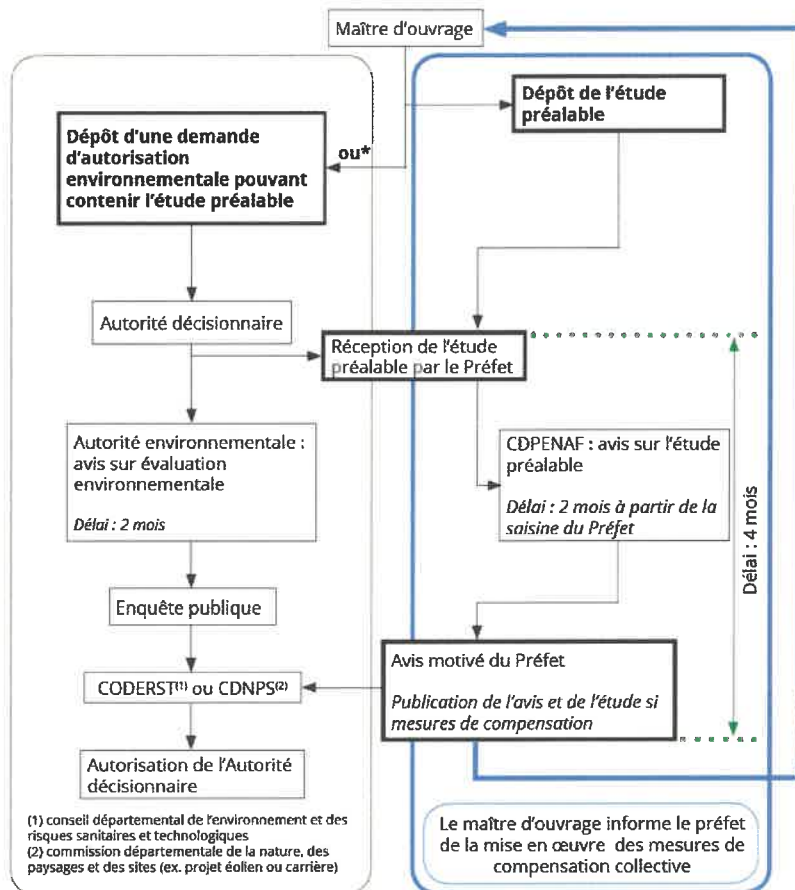 Maître d'ouvrage
Dépôt de l'étude
préalable
Dépôt d'une demande
d'autorisation
environnementale pouvant
contenir l'étude préalable
ou*
Autorité décisionnaire
Réception de l'étude
préalable par le Préfet
Autorité environnementale :
avis sur évaluation
environnementale
Délai : 2 mois
CDPENAF : avis sur l'étude
préalable
Délai : 2 mois à partir de la
saisine du Préfet
Délai : 4 mois
Enquête publique
Avis motivé du Préfet
Publication de l'avis et de l'étude si
mesures de compensation
CODERST(1) ou CDNPS(2)
Autorisation de l'Autorité
décisionnaire
(1) conseil départemental de l'environnement et des
risques sanitaires et technologiques
(2) commission départementale de la nature, des
paysages et des sites (ex. projet éolien ou carrière)
Le maître d'ouvrage informe le préfet
de la mise en œuvre des mesures de
compensation collective